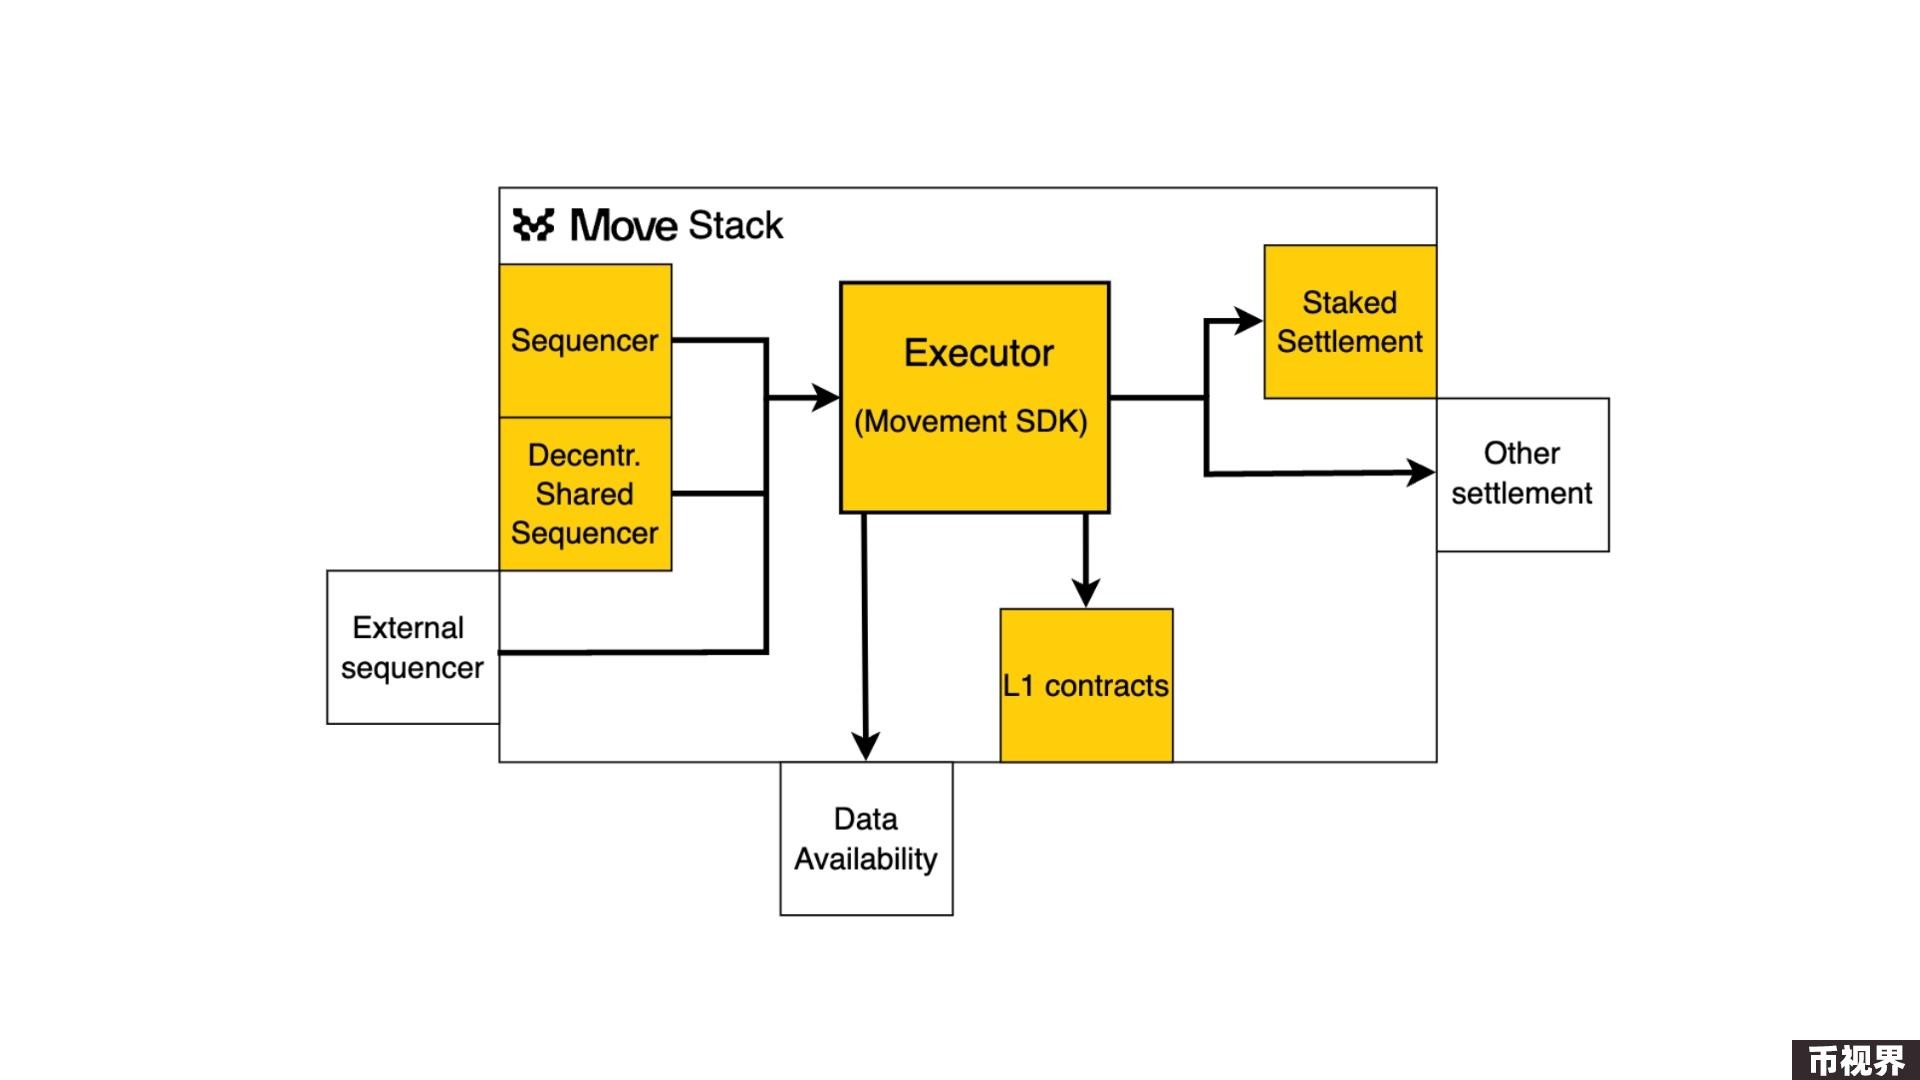 Move Stack
Sequencer
Decentr.
Shared
Sequencer
External
sequencer
Executor
(Movement SDK)
Staked
Settlement
Other
settlement
L1 contracts
Data
Availability
币视界